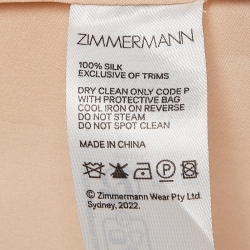 ZIMMERMANN
100% SILK
EXCLUSIVE OF TRIMS
DRY CLEAN ONLY CODE P
WITH PROTECTIVE BAG
COOL IRON ON REVERSE
DO NOT STEAM
DO NOT SPOT CLEAN
MADE IN CHINA
© Zimmermann Wear Pty Ltd.
Sydney, 2022.